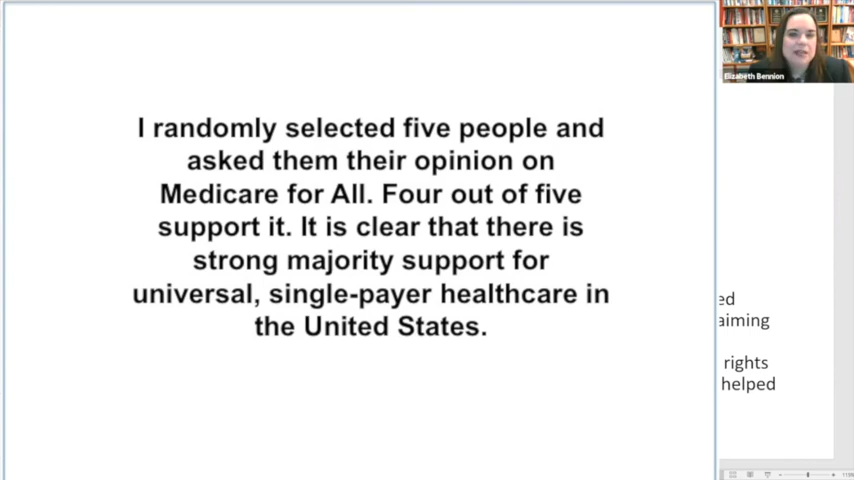 I randomly selected five people and
asked them their opinion on
Medicare for All. Four out of five
support it. It is clear that there is
strong majority support for
universal, single-payer healthcare in
the United States.
Elizabeth Bennion
ed
aiming
rights
helped